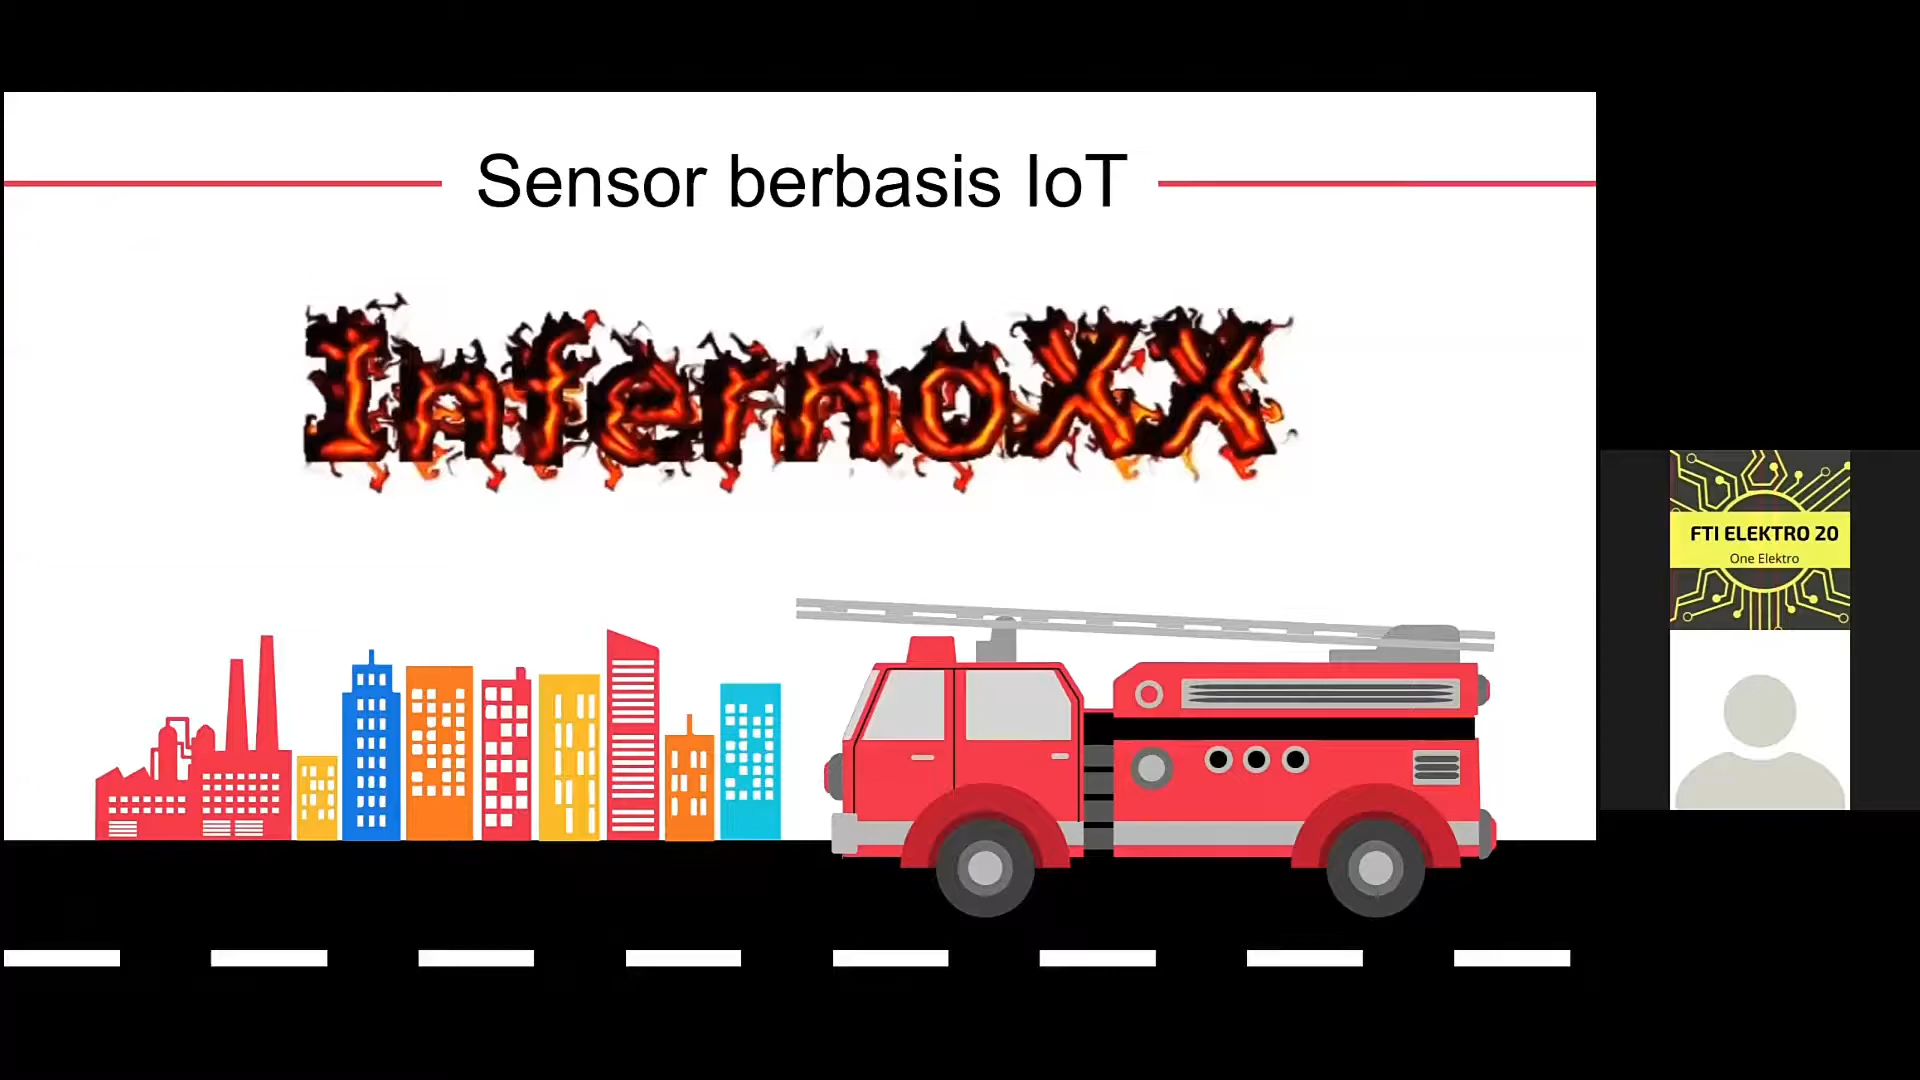 Sensor berbasis IoT
InfernoXX
FTI ELEKTRO 20
One Elektro